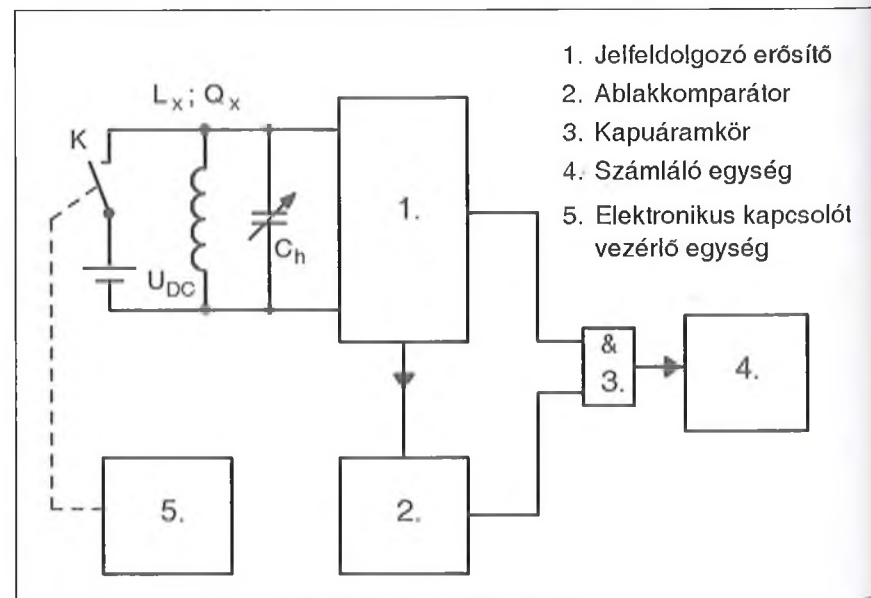 1. Jelfeldolgozó erősítő
2. Ablakkomparátor
3. Kapuáramkör
4. Számláló egység
5. Elektronikus kapcsolót
vezérlő egység
Lx ; Qx
K
Ch
UDC
1.
&
3.
4.
5.
2.